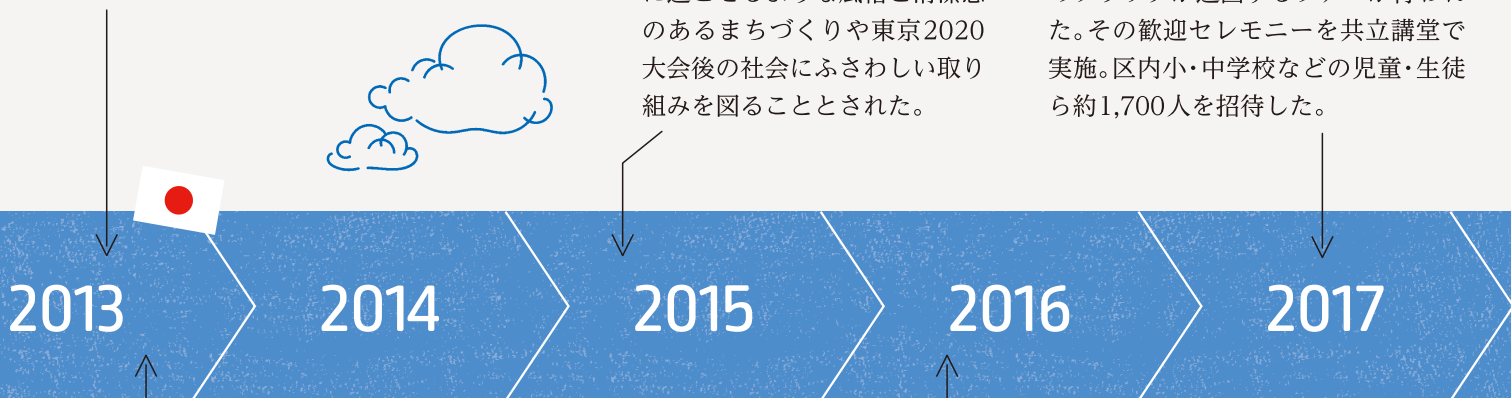 のあるまちづくりや東京2020
大会後の社会にふさわしい取り
組みを図ることとされた。
た。その歓迎セレモニーを共立講堂で
実施。区内小・中学校などの児童・生徒
ら約1,700人を招待した。
2013
2014
2015
2016
2017